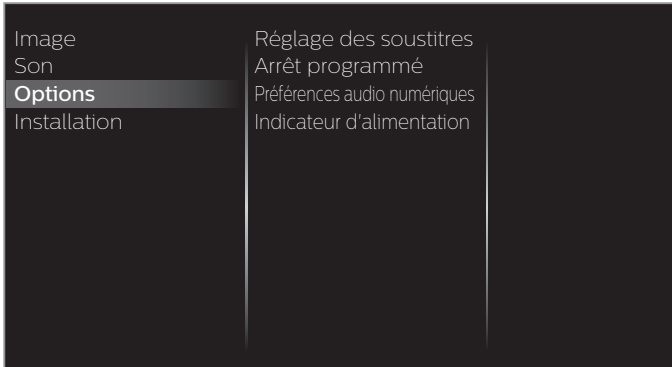 Image
Son
Options
Installation
Réglage des soustitres
Arrêt programmé
Préférences audio numériques
Indicateur d'alimentation